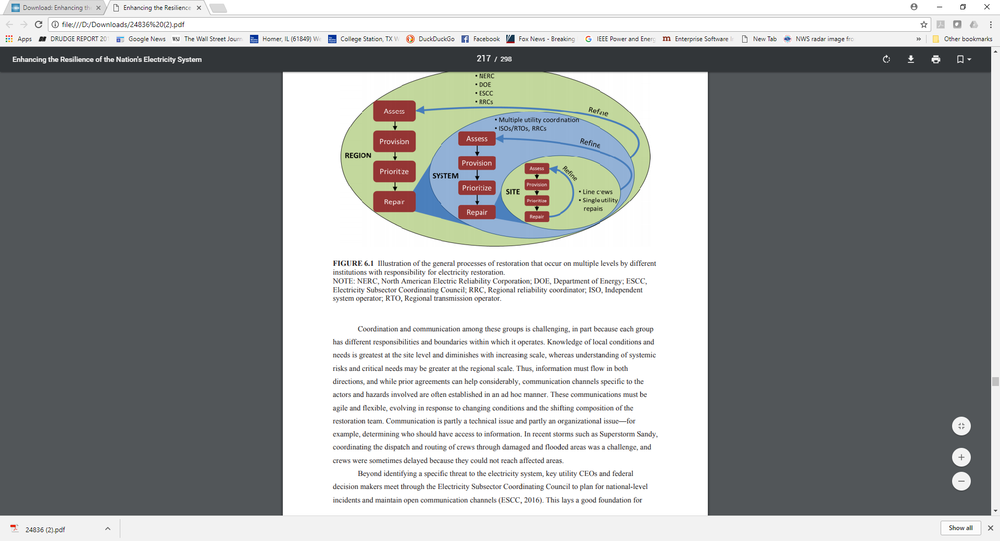 Download: Enhancing the
Enhancing the Resilience
file:///D:/Downloads/24836%20(2).pdf
Apps
DR DRUDGE REPORT 201
Google News
WSJ The Wall Street Journ
Homer, IL (61849) We
College Station, TX W
DuckDuckGo
Facebook
Fox News - Breaking
IEEE Power and Energ
Enterprise Software In
New Tab
NWS radar image fro
»
Other bookmarks
Enhancing the Resilience of the Nation's Electricity System
217 / 298
• NERC
• DOE
• ESCC
• RRCs
Refine
Assess
Provision
REGION
Prioritize
Repair
• Multiple utility coordination
• ISOs/RTOs, RRCs
Refine
Assess
Provision
SYSTEM
Prioritize
Repair
Refine
Assess
Provision
SITE
Prioritize
Repair
• Line crews
• Single utility
repairs
FIGURE 6.1 Illustration of the general processes of restoration that occur on multiple levels by different
institutions with responsibility for electricity restoration.
NOTE: NERC, North American Electric Reliability Corporation; DOE, Department of Energy; ESCC,
Electricity Subsector Coordinating Council; RRC, Regional reliability coordinator; ISO, Independent
system operator; RTO, Regional transmission operator.
Coordination and communication among these groups is challenging, in part because each group
has different responsibilities and boundaries within which it operates. Knowledge of local conditions and
needs is greatest at the site level and diminishes with increasing scale, whereas understanding of systemic
risks and critical needs may be greater at the regional scale. Thus, information must flow in both
directions, and while prior agreements can help considerably, communication channels specific to the
actors and hazards involved are often established in an ad hoc manner. These communications must be
agile and flexible, evolving in response to changing conditions and the shifting composition of the
restoration team. Communication is partly a technical issue and partly an organizational issue—for
example, determining who should have access to information. In recent storms such as Superstorm Sandy,
coordinating the dispatch and routing of crews through damaged and flooded areas was a challenge, and
crews were sometimes delayed because they could not reach affected areas.
Beyond identifying a specific threat to the electricity system, key utility CEOs and federal
decision makers meet through the Electricity Subsector Coordinating Council to plan for national-level
incidents and maintain open communication channels (ESCC, 2016). This lays a good foundation for
24836 (2).pdf
Show all